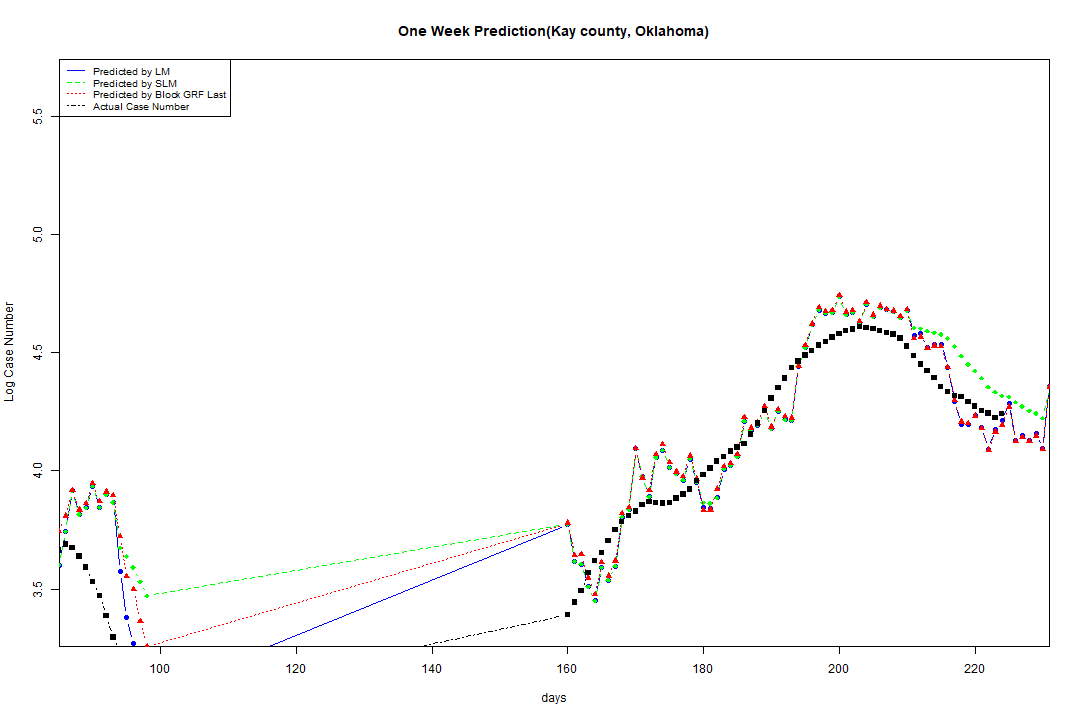 One Week Prediction(Kay county, Oklahoma)
Predicted by LM
Predicted by SLM
Predicted by Block GRF Last
Actual Case Number
5.5
5.0
4.5
4.0
3.5
Log Case Number
100 120 140 160 180 200 220
days